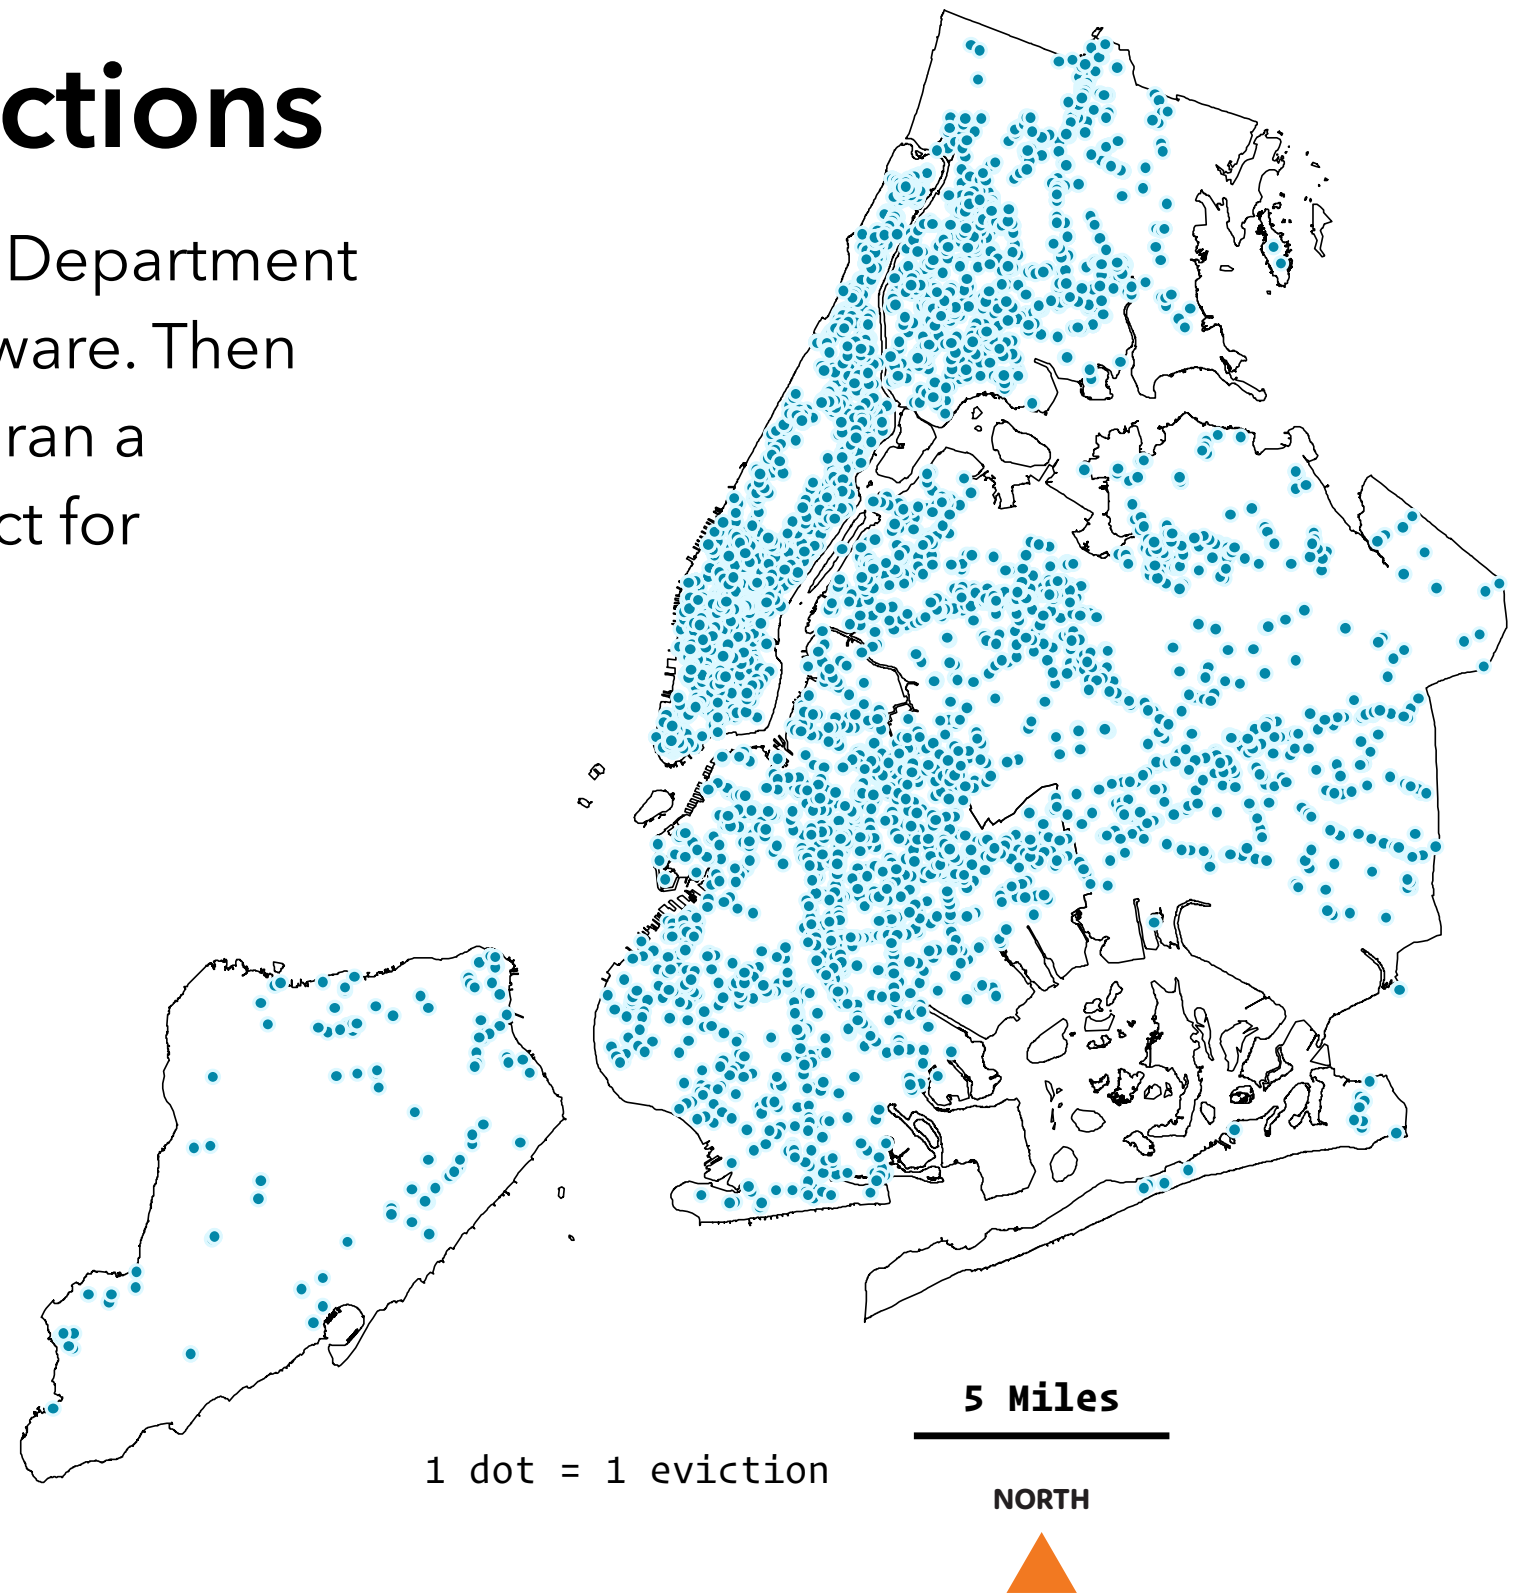 ctions
Department
ware. Then
ran a
ct for
5 Miles
1 dot = 1 eviction
NORTH